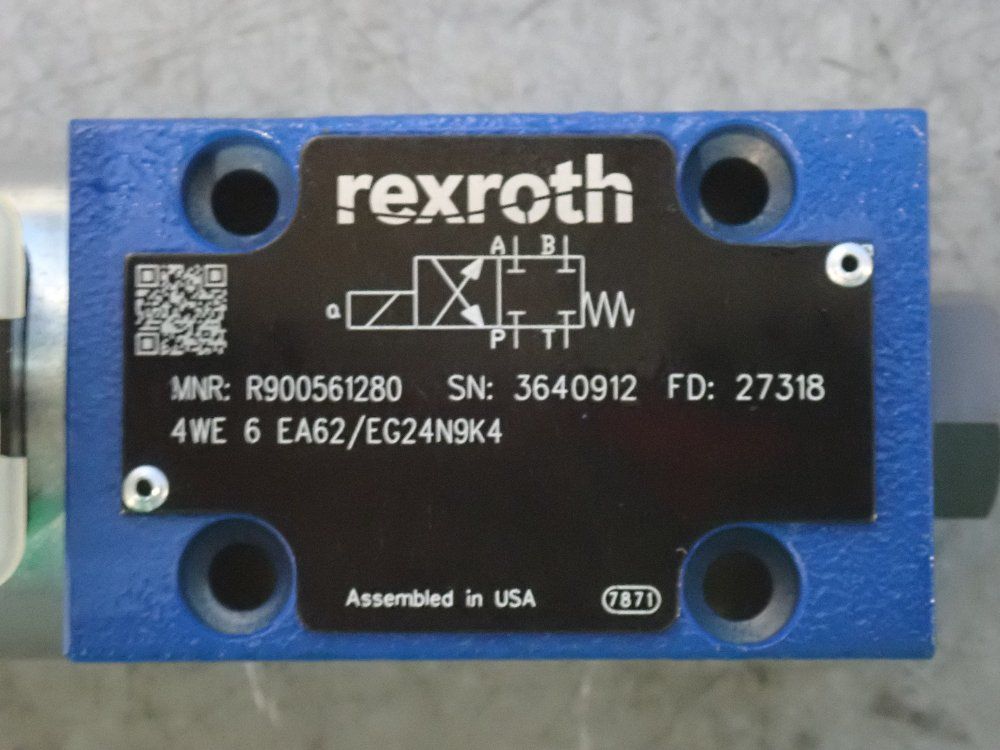 rexroth
A B
a
P T
MNR: R900561280 SN: 3640912 FD: 27318
4WE 6 EA62/EG24N9K4
Assembled in USA 7871